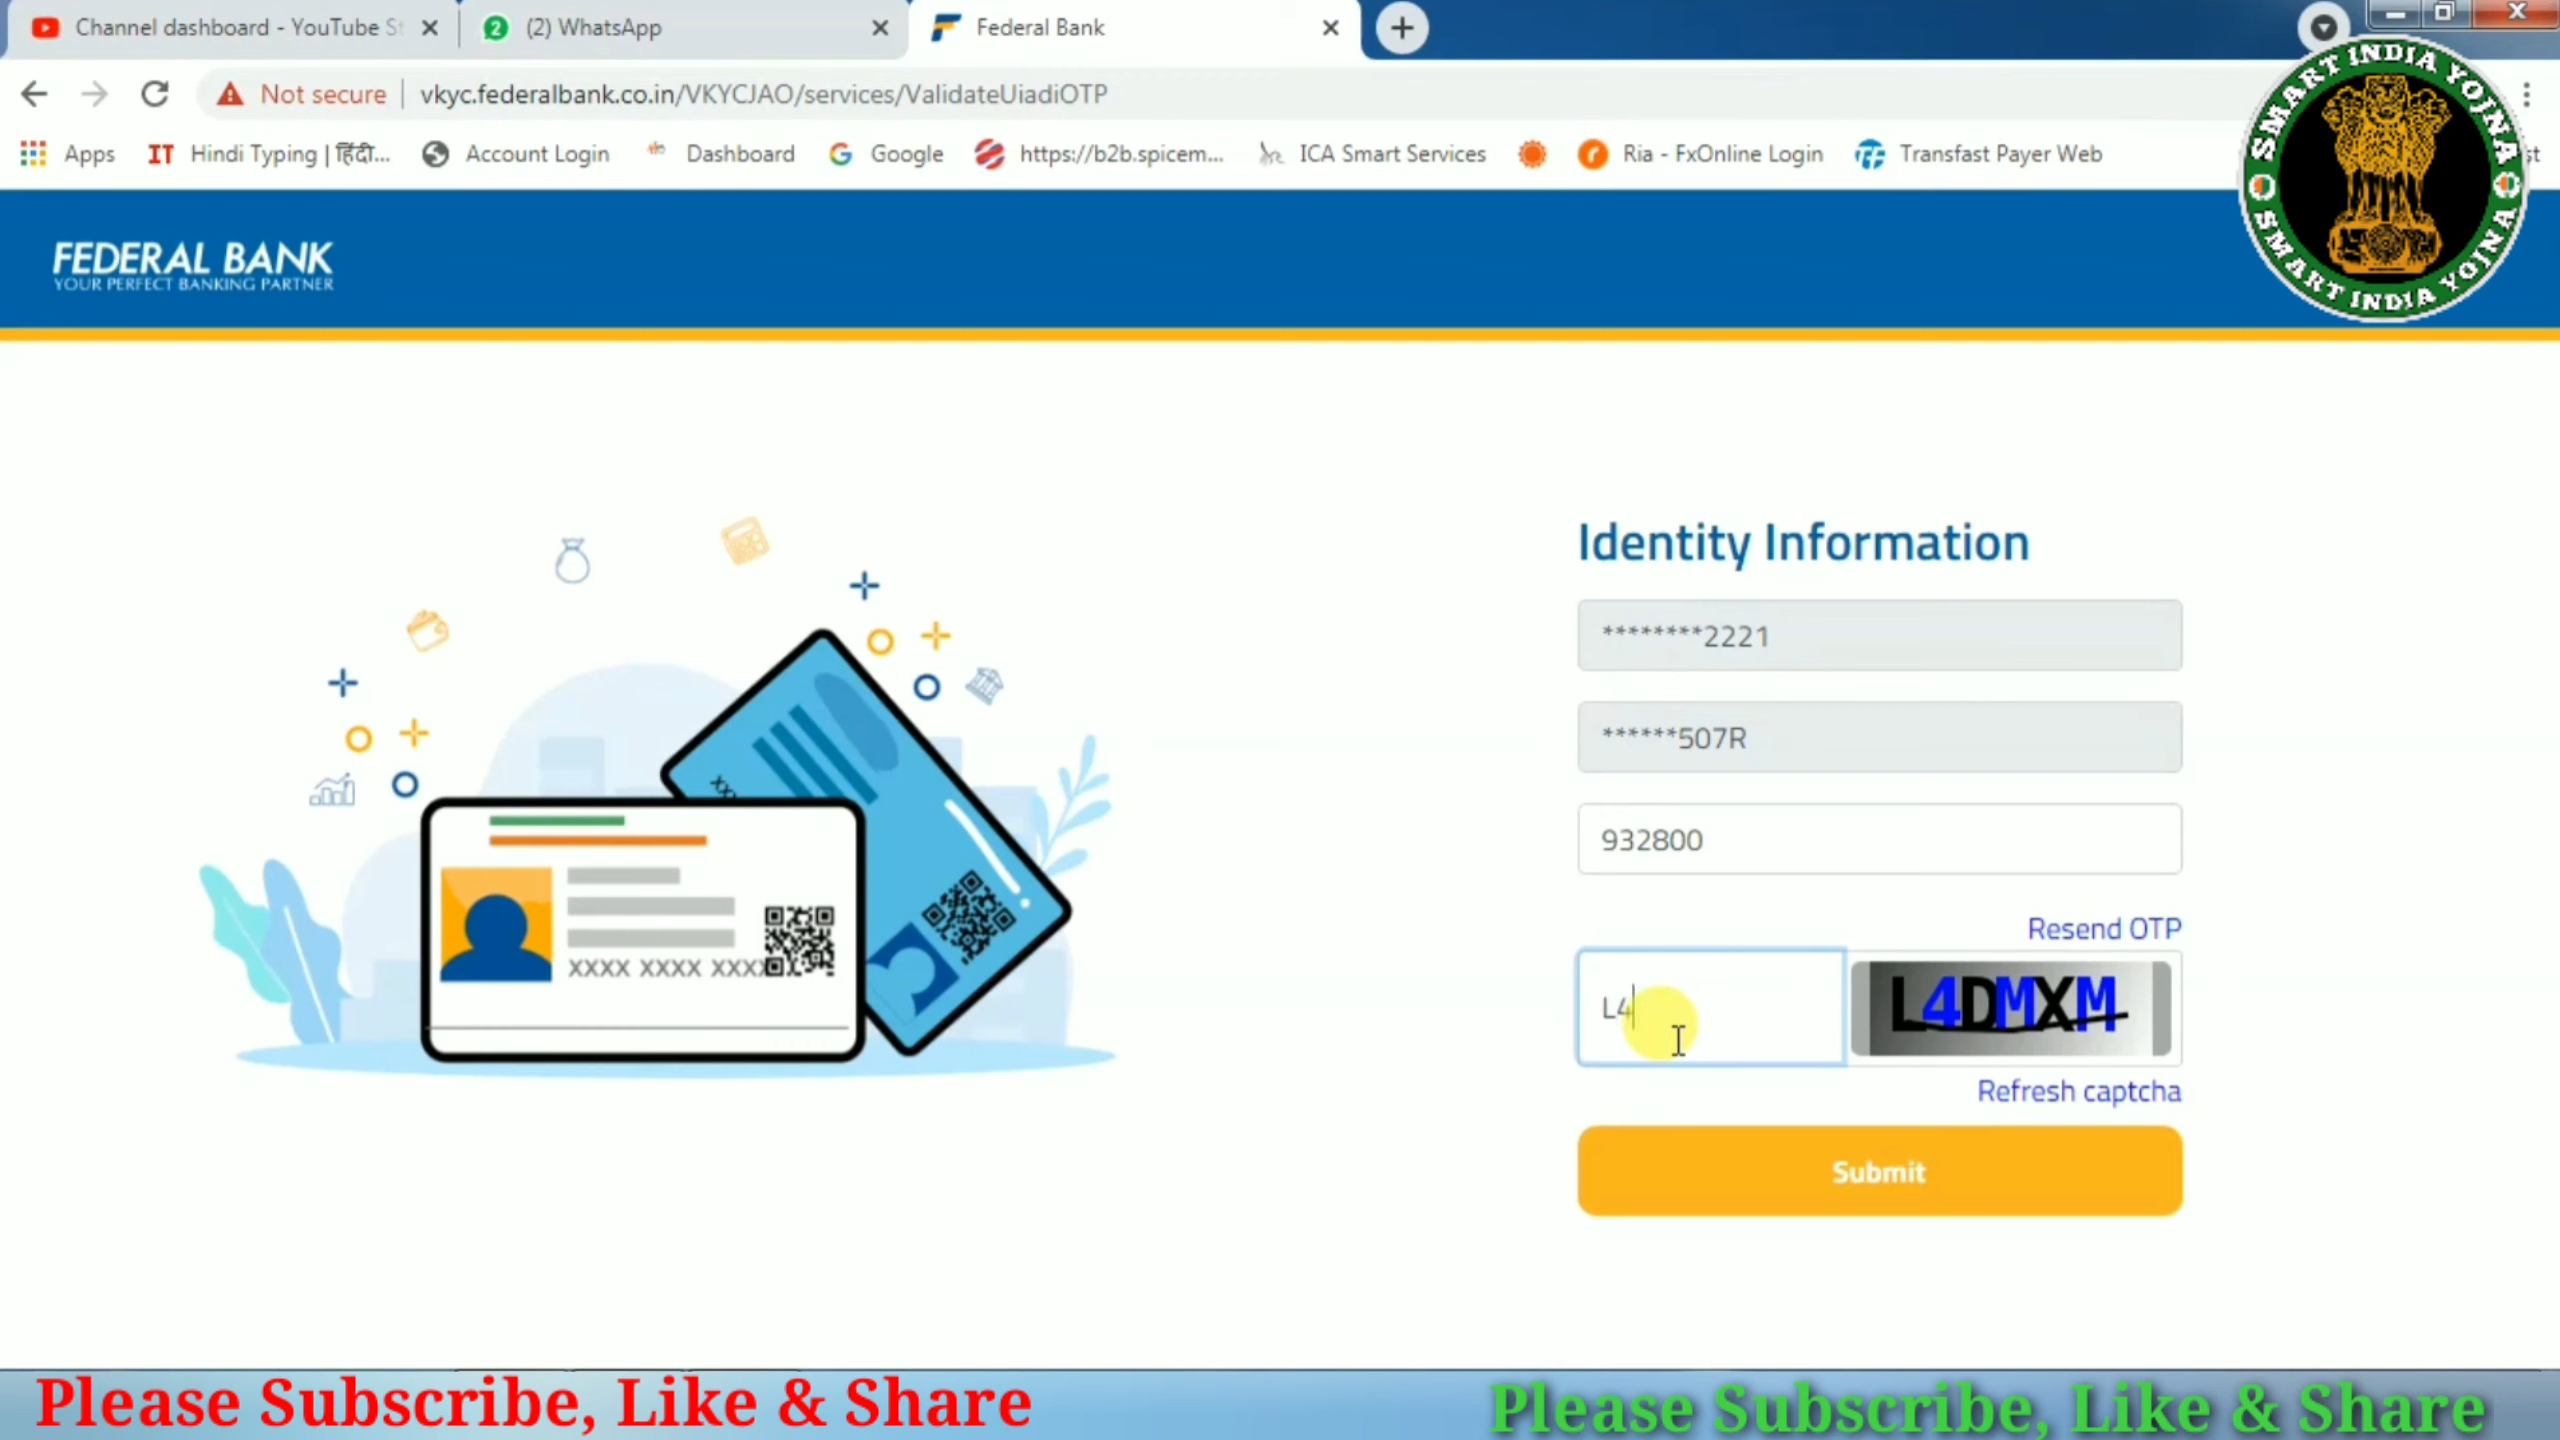 Channel dashboard - YouTube St
(2) WhatsApp
Federal Bank
Not secure
vkyc.federalbank.co.in/VKYCJAO/services/ValidateUiadiOTP
Apps
IT Hindi Typing | हिंदी...
Account Login
Dashboard
Google
https://b2b.spicem...
ICA Smart Services
Ria - FxOnline Login
Transfast Payer Web
SMART INDIA YOJNA
SMART INDIA YOJNA
FEDERAL BANK
YOUR PERFECT BANKING PARTNER
Identity Information
********2221
******507R
932800
Resend OTP
L4
L4DMXM
Refresh captcha
Submit
XXXX XXXX XXXX
Please Subscribe, Like & Share
Please Subscribe, Like & Share